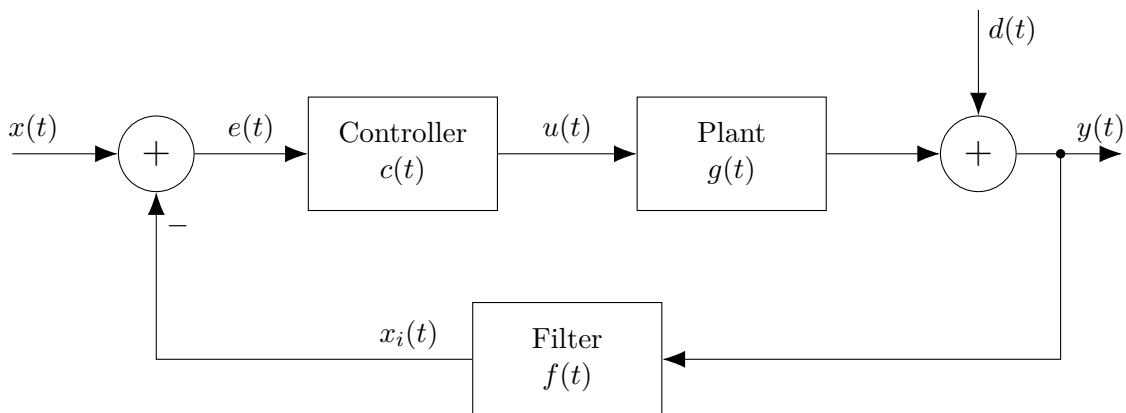 d(t)
x(t)
+
e(t)
Controller
c(t)
u(t)
Plant
g(t)
+
y(t)
−
x_i(t)
Filter
f(t)